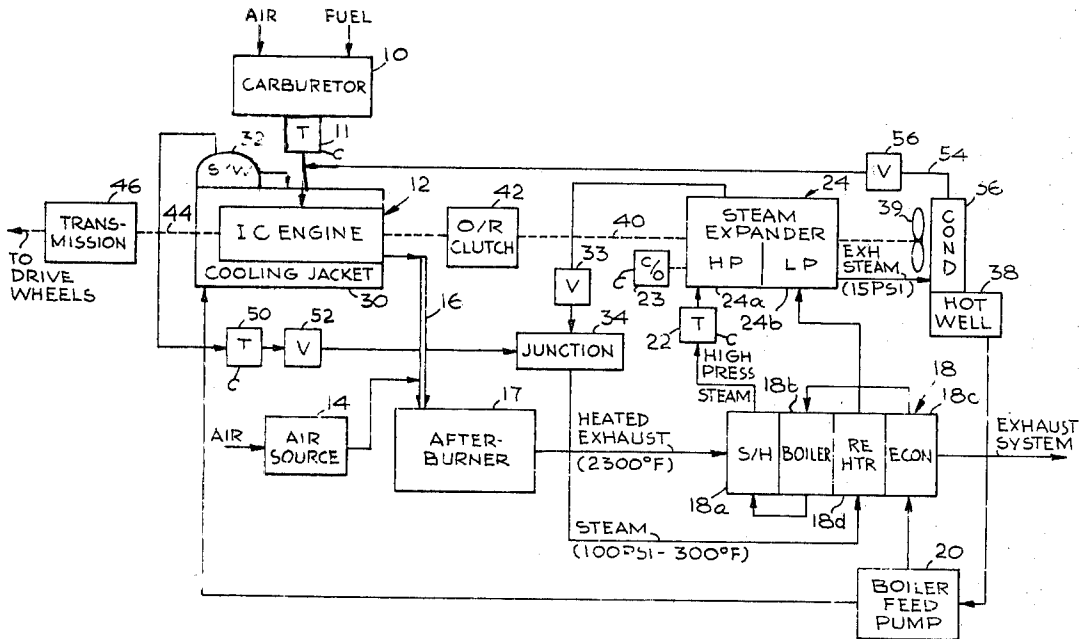 AIR FUEL
10
CARBURETOR
T
11
C
32
S/V
46
TRANS-
MISSION
TO
DRIVE
WHEELS
44
12
I C ENGINE
COOLING JACKET
30
42
O/R
CLUTCH
40
24
STEAM
EXPANDER
HP LP
24a
24b
C/O
C
23
33
V
56
V
54
36
39
COND
EXH
STEAM
(15PSI)
38
HOT
WELL
50
T
C
52
V
16
34
JUNCTION
22
T
C
HIGH
PRESS
STEAM
14
AIR
AIR
SOURCE
17
AFTER-
BURNER
HEATED
EXHAUST
(2300°F)
18b
18
18c
S/H
BOILER
RE
HTR
ECON
18a
18d
EXHAUST
SYSTEM
STEAM
(100PSI-300°F)
20
BOILER
FEED
PUMP